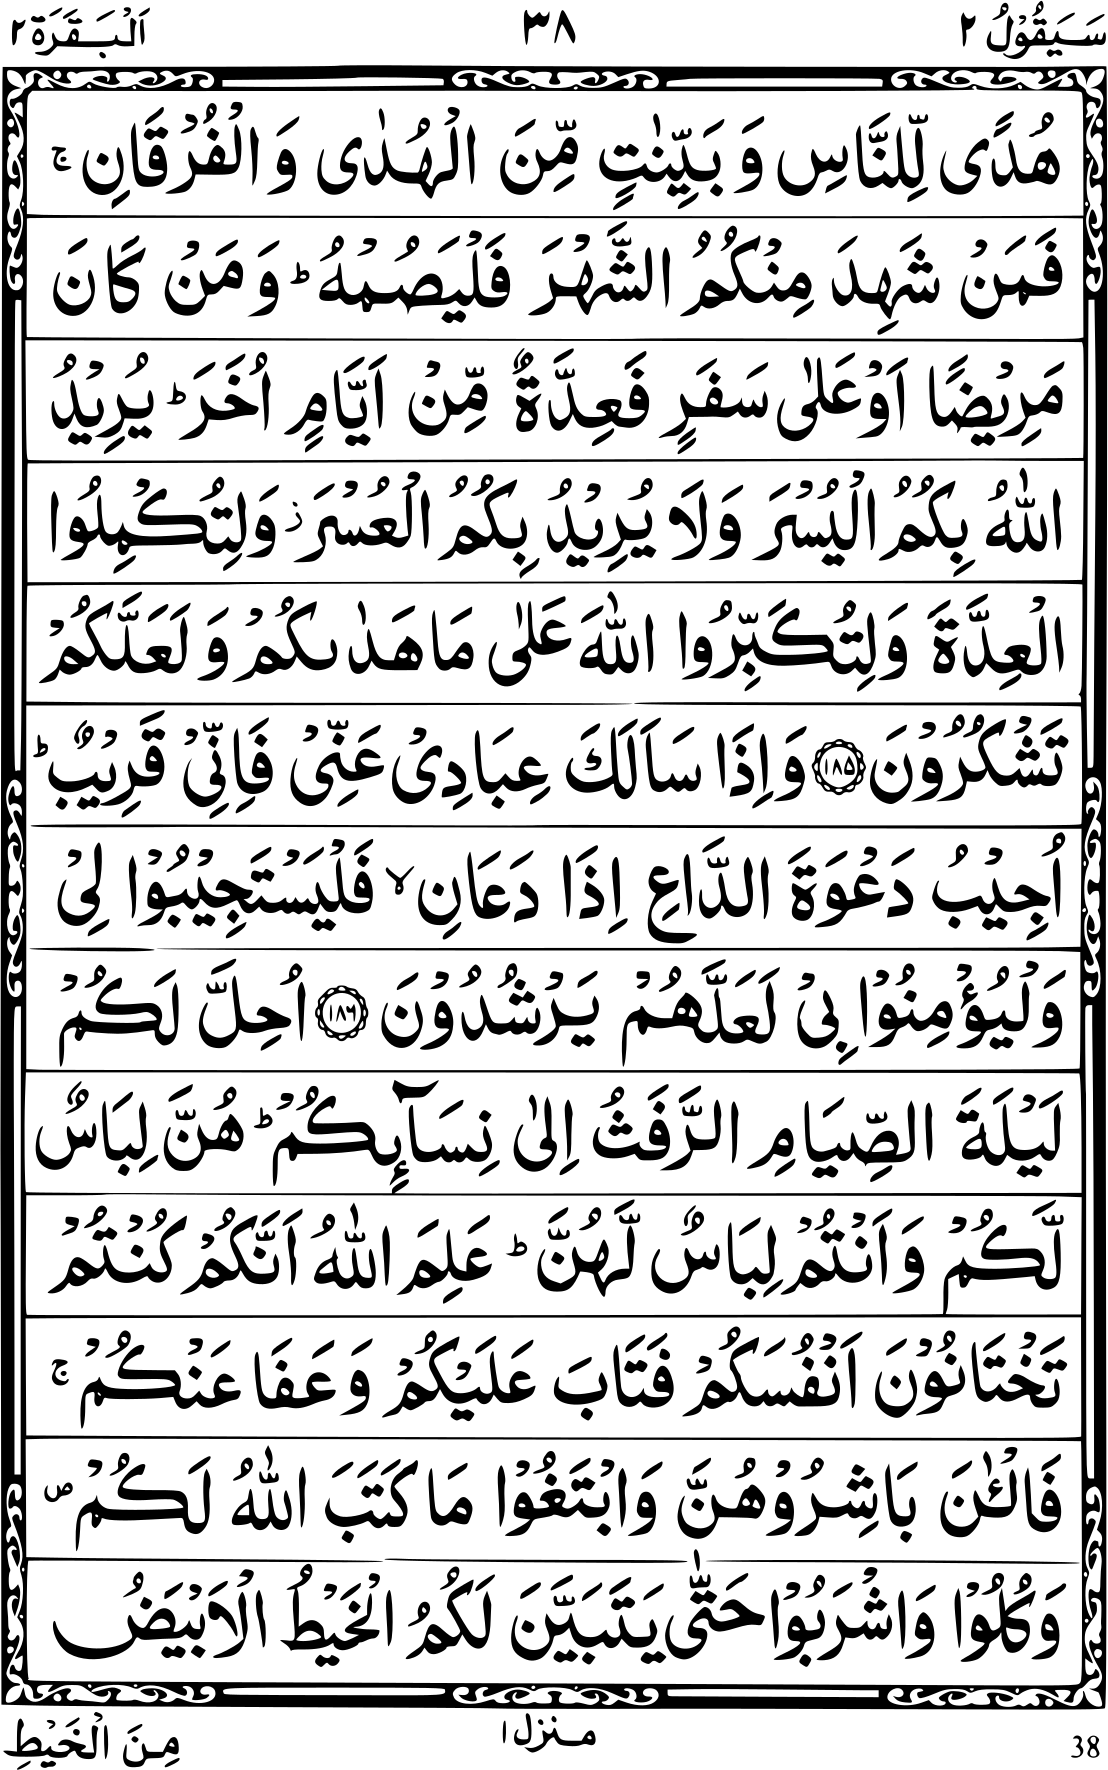 سَيَقُوْلُ ٢ ٣٨ اَلْبَقَرَة ٢
هُدًى لِّلنَّاسِ وَ بَيِّنٰتٍ مِّنَ الْهُدٰى وَ الْفُرْقَانِ ۚ
فَمَنْ شَهِدَ مِنْكُمُ الشَّهْرَ فَلْيَصُمْهُ ؕ وَ مَنْ كَانَ
مَرِيْضًا اَوْ عَلٰى سَفَرٍ فَعِدَّةٌ مِّنْ اَيَّامٍ اُخَرَ ؕ يُرِيْدُ
اللّٰهُ بِكُمُ الْيُسْرَ وَلَا يُرِيْدُ بِكُمُ الْعُسْرَ ؗ وَلِتُكْمِلُوا
الْعِدَّةَ وَلِتُكَبِّرُوا اللّٰهَ عَلٰى مَا هَدٰىكُمْ وَ لَعَلَّكُمْ
تَشْكُرُوْنَ ﴿١٨٥﴾ وَاِذَا سَاَلَكَ عِبَادِىْ عَنِّىْ فَاِنِّىْ قَرِيْبٌ ؕ
اُجِيْبُ دَعْوَةَ الدَّاعِ اِذَا دَعَانِ ۙ فَلْيَسْتَجِيْبُوْا لِىْ
وَلْيُؤْمِنُوْا بِىْ لَعَلَّهُمْ يَرْشُدُوْنَ ﴿١٨٦﴾ اُحِلَّ لَكُمْ
لَيْلَةَ الصِّيَامِ الرَّفَثُ اِلٰى نِسَآئِكُمْ ؕ هُنَّ لِبَاسٌ
لَّكُمْ وَاَنْتُمْ لِبَاسٌ لَّهُنَّ ؕ عَلِمَ اللّٰهُ اَنَّكُمْ كُنْتُمْ
تَخْتَانُوْنَ اَنْفُسَكُمْ فَتَابَ عَلَيْكُمْ وَ عَفَا عَنْكُمْ ۚ
فَالْـٰٔنَ بَاشِرُوْهُنَّ وَابْتَغُوْا مَا كَتَبَ اللّٰهُ لَكُمْ ۪
وَ كُلُوْا وَاشْرَبُوْا حَتّٰى يَتَبَيَّنَ لَكُمُ الْخَيْطُ الْاَبْيَضُ
مِنَ الْخَيْطِ
منزل ١
38